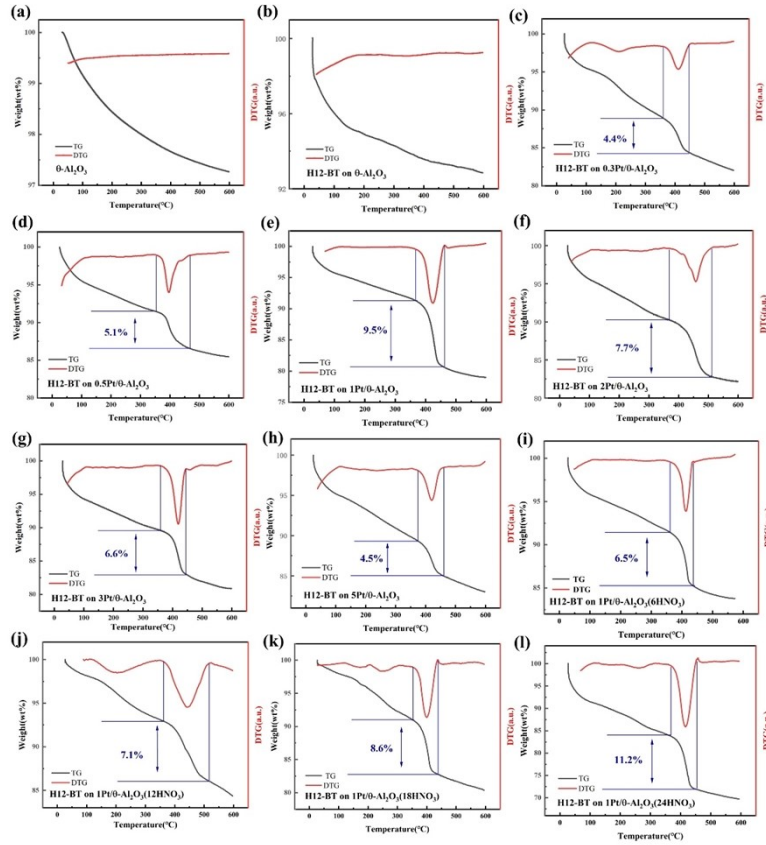 (a)
Weight(wt%)
100
99
98
97
TG
DTG
θ-Al₂O₃
0 100 200 300 400 500 600
Temperature(°C)
DTG(a.u.)
(b)
Weight(wt%)
100
98
96
94
92
TG
DTG
H12-BT on θ-Al₂O₃
0 100 200 300 400 500 600
Temperature(°C)
DTG(a.u.)
(c)
Weight(wt%)
100
95
90
85
80
4.4%
TG
DTG
H12-BT on 0.3Pt/θ-Al₂O₃
0 100 200 300 400 500 600
Temperature(°C)
DTG(a.u.)
(d)
Weight(wt%)
100
95
90
85
80
5.1%
TG
DTG
H12-BT on 0.5Pt/θ-Al₂O₃
0 100 200 300 400 500 600 700
Temperature(°C)
DTG(a.u.)
(e)
Weight(wt%)
100
95
90
85
80
75
9.5%
TG
DTG
H12-BT on 1Pt/θ-Al₂O₃
0 100 200 300 400 500 600
Temperature(°C)
DTG(a.u.)
(f)
Weight(wt%)
100
95
90
85
80
7.7%
TG
DTG
H12-BT on 2Pt/θ-Al₂O₃
0 100 200 300 400 500 600
Temperature(°C)
DTG(a.u.)
(g)
Weight(wt%)
100
95
90
85
80
6.6%
TG
DTG
H12-BT on 3Pt/θ-Al₂O₃
0 100 200 300 400 500 600
Temperature(°C)
DTG(a.u.)
(h)
Weight(wt%)
100
95
90
85
80
4.5%
TG
DTG
H12-BT on 5Pt/θ-Al₂O₃
0 100 200 300 400 500 600
Temperature(°C)
DTG(a.u.)
(i)
Weight(wt%)
100
95
90
85
6.5%
TG
DTG
H12-BT on 1Pt/θ-Al₂O₃(6HNO₃)
0 100 200 300 400 500 600
Temperature(°C)
(j)
Weight(wt%)
100
95
90
85
7.1%
TG
DTG
H12-BT on 1Pt/θ-Al₂O₃(12HNO₃)
0 100 200 300 400 500 600
Temperature(°C)
DTG(a.u.)
(k)
Weight(wt%)
100
95
90
85
80
8.6%
TG
DTG
H12-BT on 1Pt/θ-Al₂O₃(18HNO₃)
0 100 200 300 400 500 600
Temperature(°C)
DTG(a.u.)
(l)
Weight(wt%)
100
95
90
85
80
75
70
11.2%
TG
DTG
H12-BT on 1Pt/θ-Al₂O₃(24HNO₃)
0 100 200 300 400 500 600
Temperature(°C)